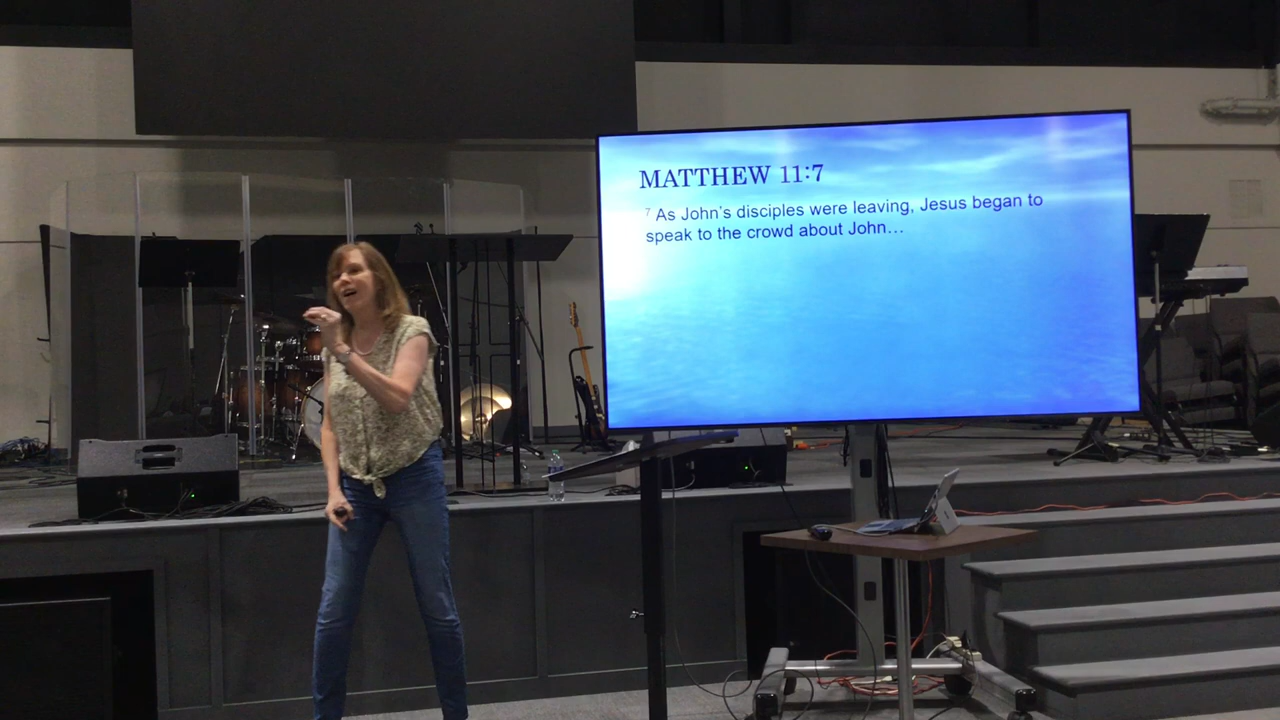 MATTHEW 11:7
7 As John’s disciples were leaving, Jesus began to
speak to the crowd about John…